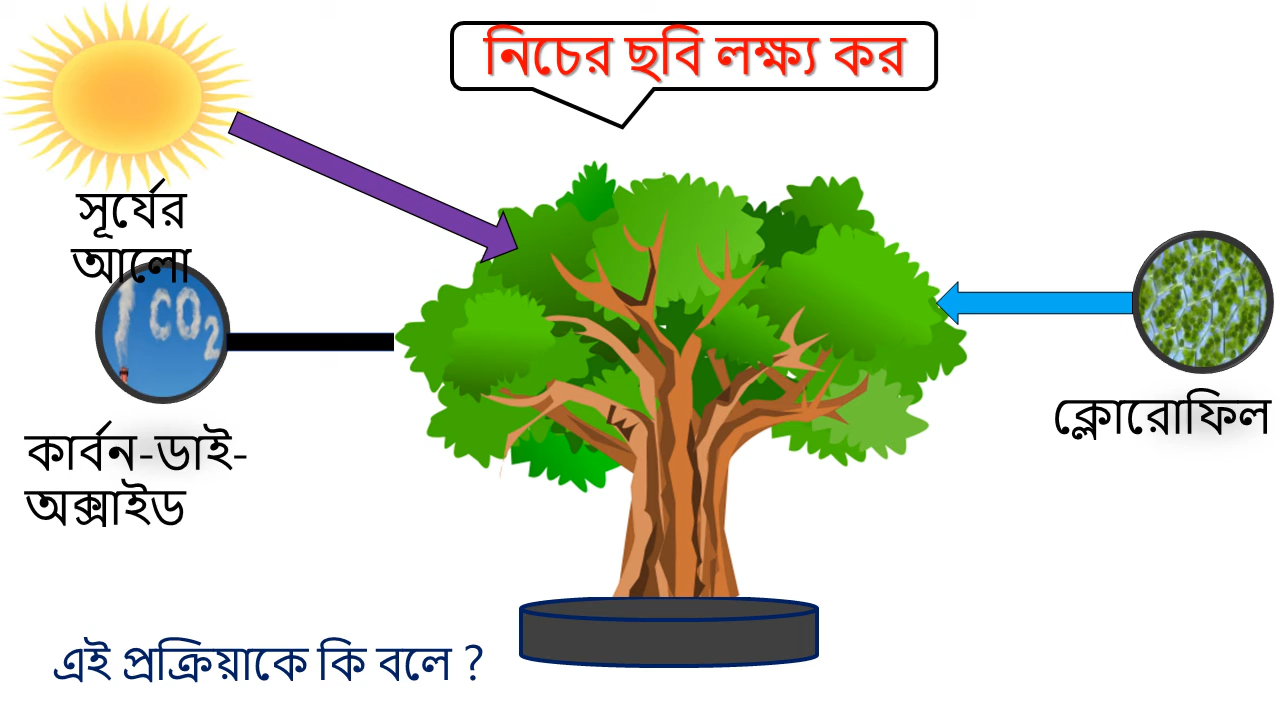 নিচের ছবি লক্ষ্য কর
সূর্যের
আলো
CO2
কার্বন-ডাই-
অক্সাইড
ক্লোরোফিল
এই প্রক্রিয়াকে কি বলে ?